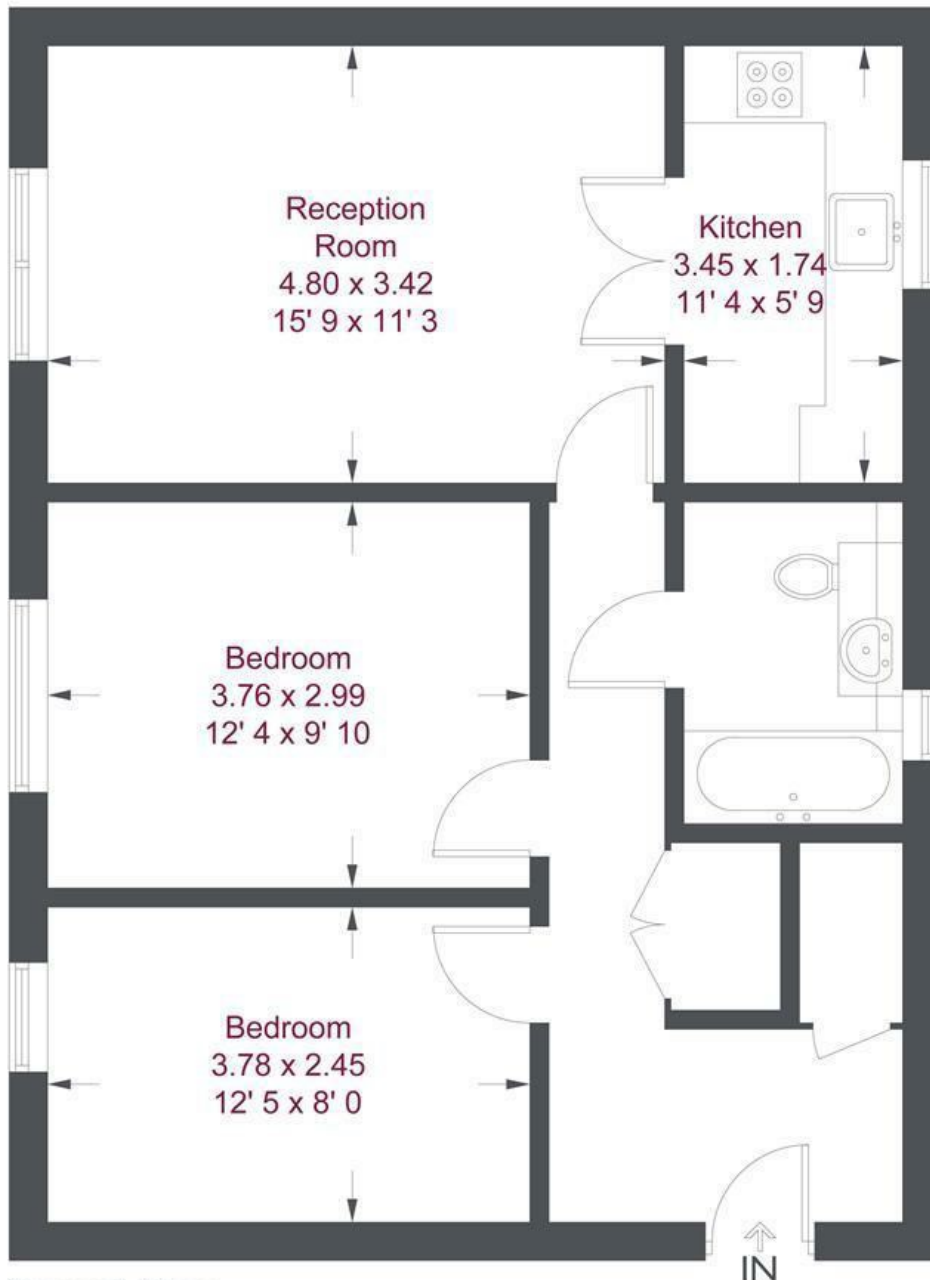 Reception
Room
4.80 x 3.42
15' 9 x 11' 3
Kitchen
3.45 x 1.74
11' 4 x 5' 9
Bedroom
3.76 x 2.99
12' 4 x 9' 10
Bedroom
3.78 x 2.45
12' 5 x 8' 0
IN